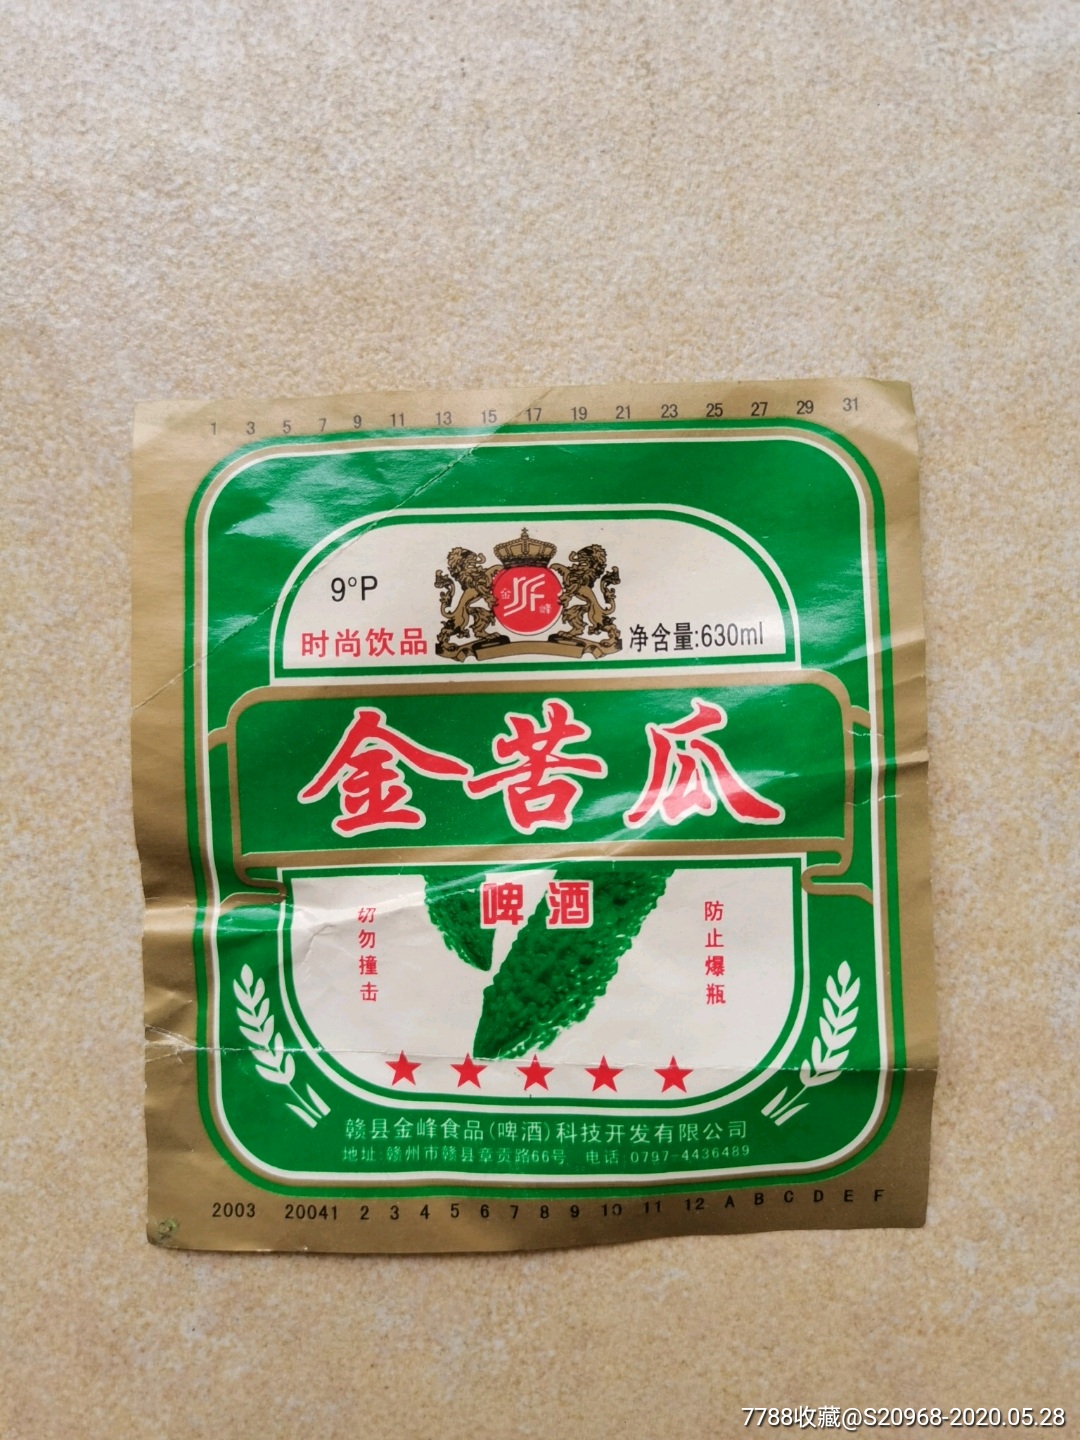 1 3 5 7 9 11 13 15 17 19 21 23 25 27 29 31
9°P
金 JSF 峰
时尚饮品
净含量:630ml
金苦瓜
啤酒
切勿撞击
防止爆瓶
赣县金峰食品(啤酒)科技开发有限公司
地址:赣州市赣县章贡路66号 电话:0797-4436489
2003 20041 2 3 4 5 6 7 8 9 10 11 12 A B C D E F
7788收藏@S20968-2020.05.28